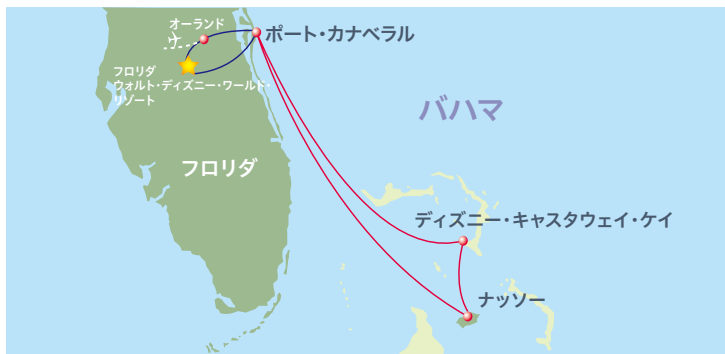 オーランド
ポート・カナベラル
フロリダ
ウォルト・ディズニー・ワールド・
リゾート
バハマ
フロリダ
ディズニー・キャスタウェイ・ケイ
ナッソー